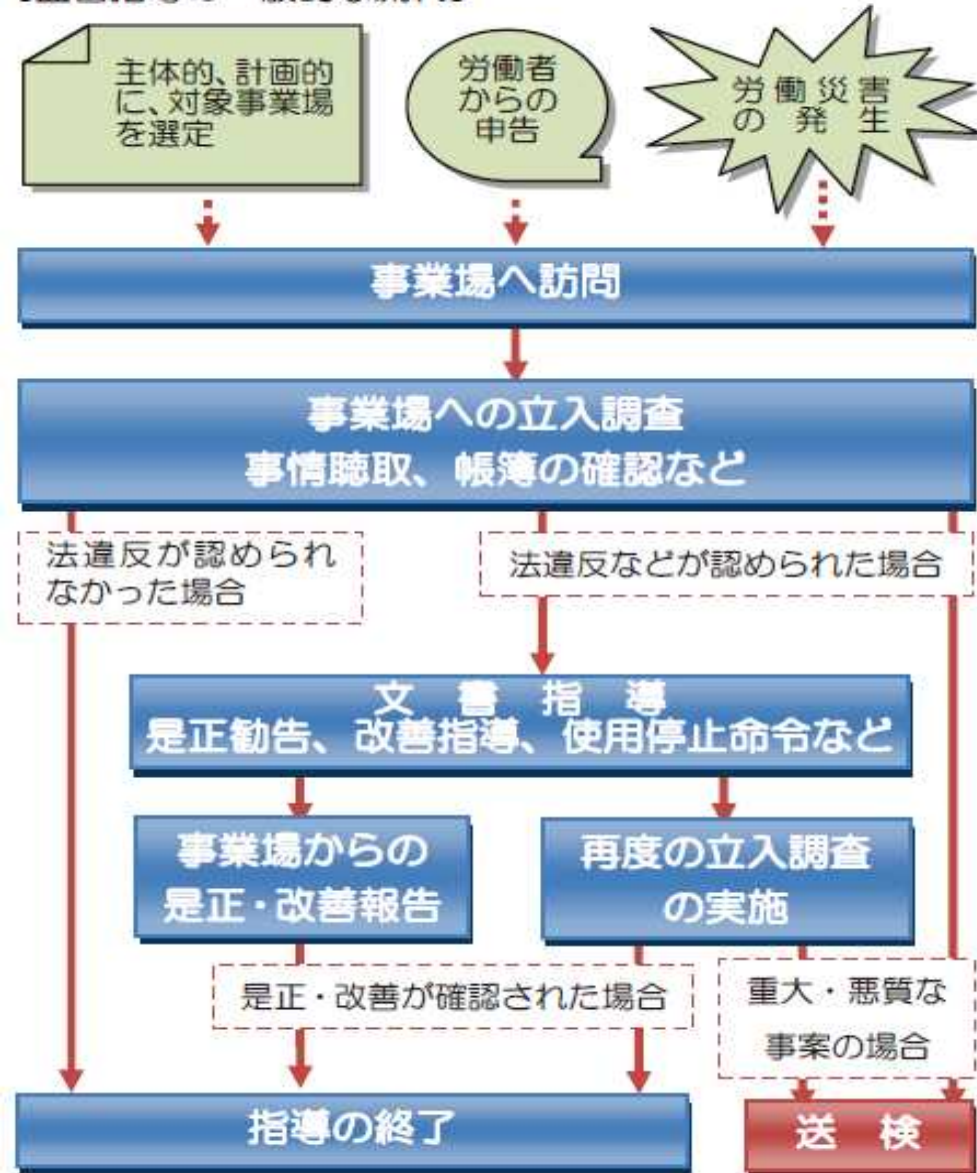 主体的、計画的
に、対象事業場
を選定
労働者
からの
申告
労働災害
の発生
事業場へ訪問
事業場への立入調査
事情聴取、帳簿の確認など
法違反が認められ
なかった場合
法違反などが認められた場合
文書指導
是正勧告、改善指導、使用停止命令など
事業場からの
是正・改善報告
再度の立入調査
の実施
是正・改善が確認された場合
重大・悪質な
事案の場合
指導の終了
送検